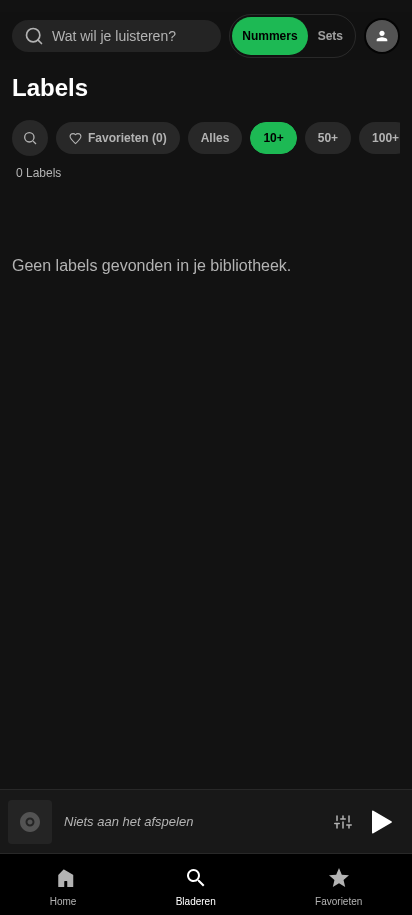 Wat wil je luisteren?
Nummers
Sets
Labels
Favorieten (0)
Alles
10+
50+
100+
0 Labels
Geen labels gevonden in je bibliotheek.
Niets aan het afspelen
Home
Bladeren
Favorieten